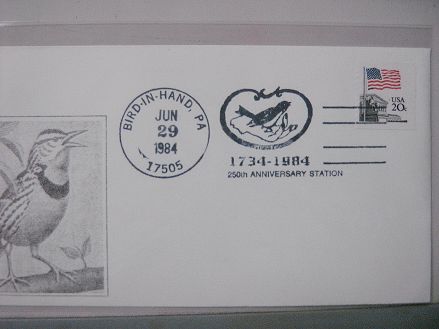 BIRD-IN-HAND, PA
JUN
29
1984
17505
1734-1984
250th ANNIVERSARY STATION
USA
20c